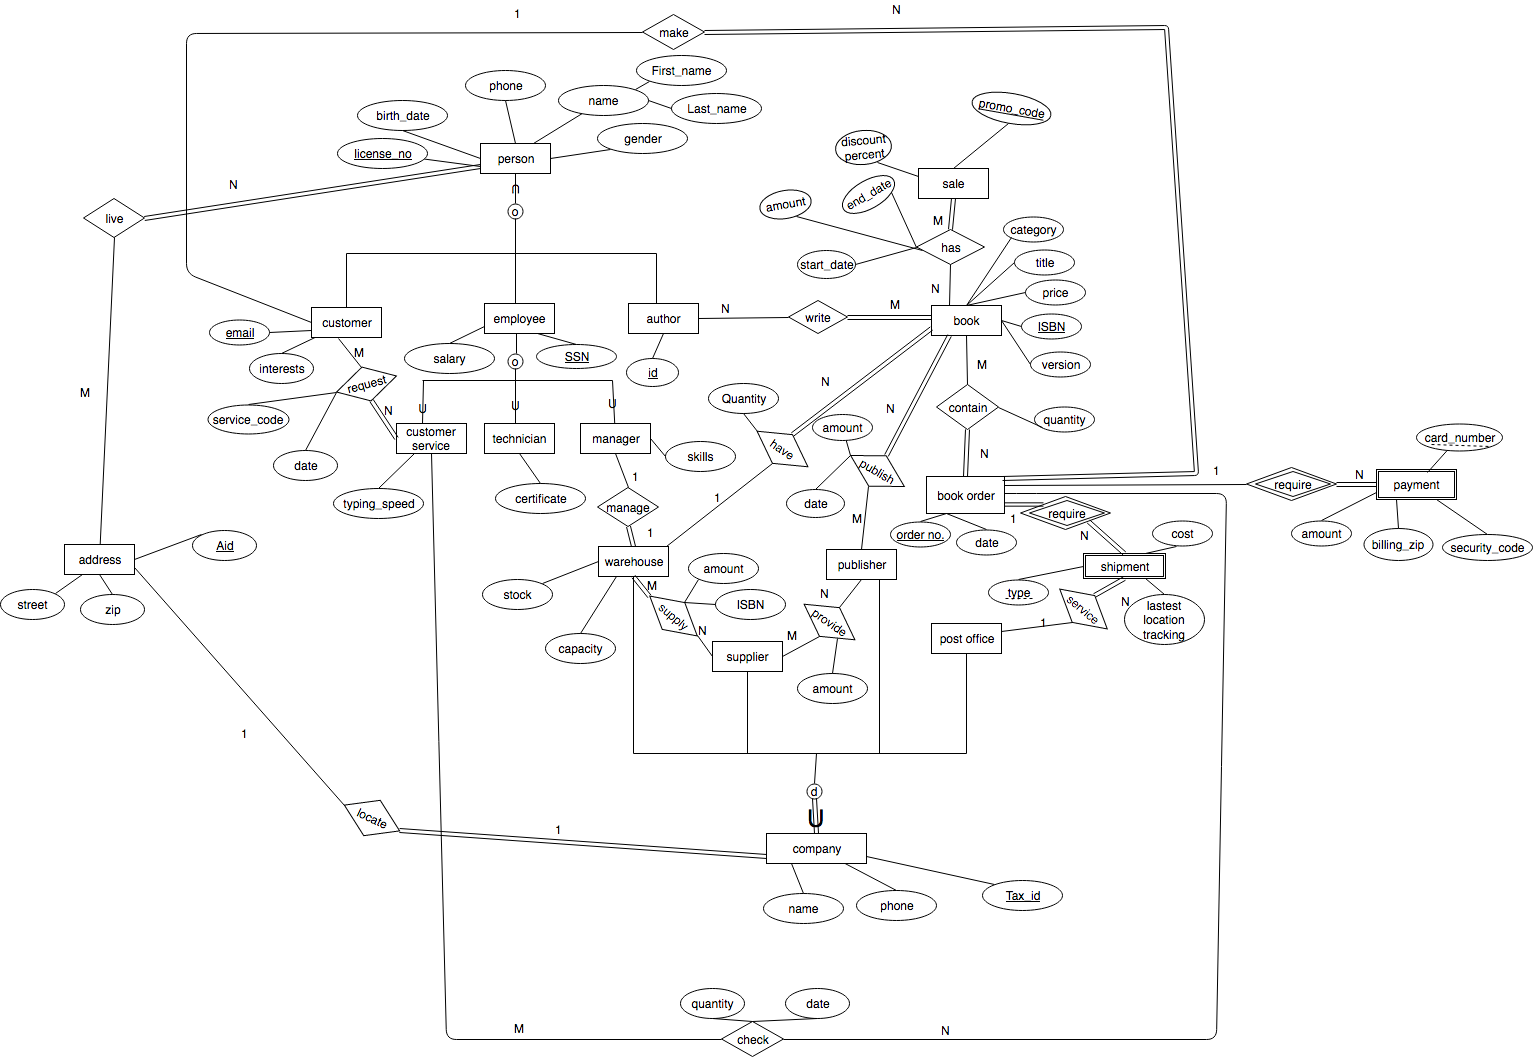 1
N
make
First_name
phone
name
Last_name
birth_date
gender
license_no
person
promo_code
discount
percent
sale
N
live
n
o
amount
end_date
M
has
category
start_date
title
N
price
customer
employee
author
N
write
M
book
ISBN
email
interests
M
salary
SSN
id
o
M
version
request
service_code
N
U
U
U
Quantity
N
N
contain
quantity
M
customer
service
technician
manager
amount
have
card_number
date
skills
publish
N
typing_speed
certificate
1
1
date
book order
1
require
N
payment
manage
M
1
require
order no.
date
amount
billing_zip
security_code
Aid
address
1
warehouse
publisher
N
cost
shipment
street
zip
stock
M
amount
type
supply
ISBN
N
provide
service
N
lastest
location
tracking
capacity
N
supplier
M
1
post office
amount
1
d
U
locate
1
company
name
phone
Tax_id
quantity
date
M
check
N